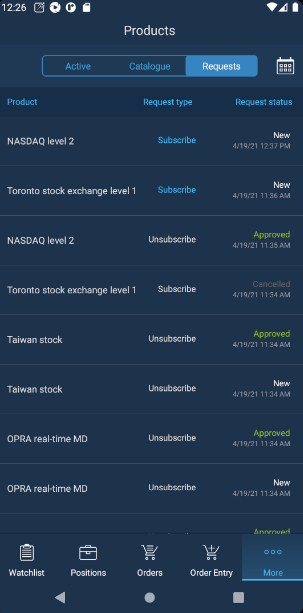 12:26
Products
Active Catalogue Requests
Product Request type Request status
NASDAQ level 2 Subscribe New
4/19/21 12:37 PM
Toronto stock exchange level 1 Subscribe New
4/19/21 11:36 AM
NASDAQ level 2 Unsubscribe Approved
4/19/21 11:35 AM
Toronto stock exchange level 1 Subscribe Cancelled
4/19/21 11:34 AM
Taiwan stock Unsubscribe Approved
4/19/21 11:34 AM
Taiwan stock Unsubscribe New
4/19/21 11:34 AM
OPRA real-time MD Unsubscribe Approved
4/19/21 11:34 AM
OPRA real-time MD Unsubscribe New
4/19/21 11:34 AM
Approved
Watchlist Positions Orders Order Entry More